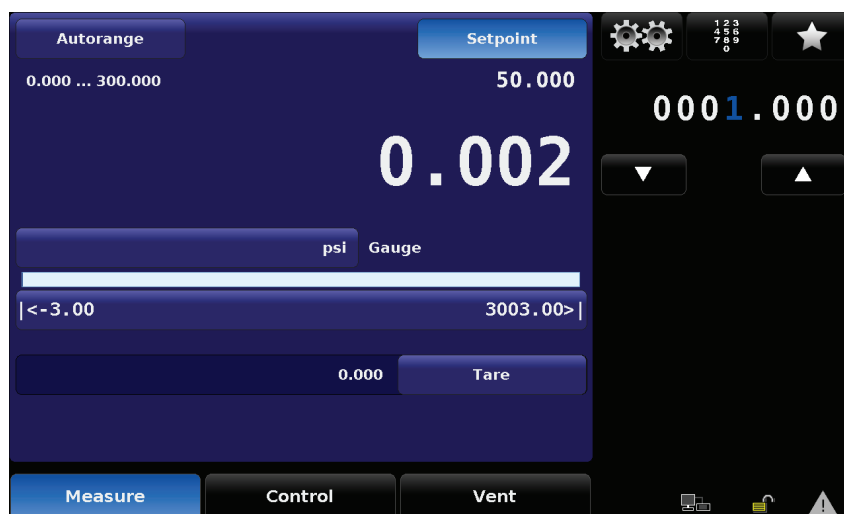 Autorange
Setpoint
1 2 3
4 5 6
7 8 9
0
0.000 ... 300.000
50.000
0001.000
0.002
psi
Gauge
|<-3.00
3003.00>|
0.000
Tare
Measure
Control
Vent
!